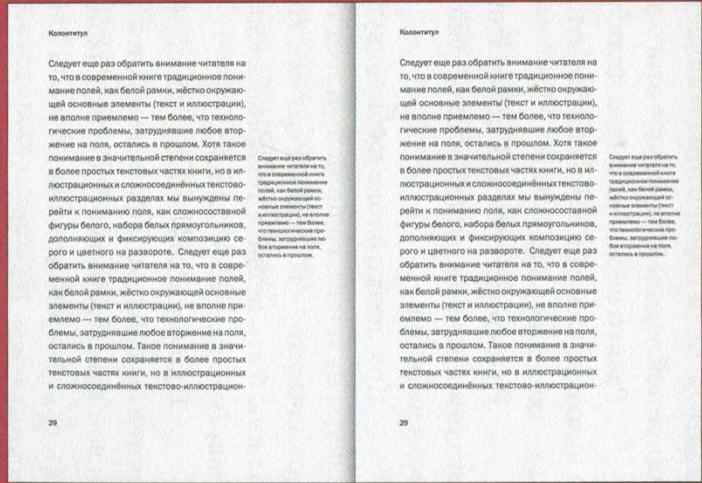 Колонтитул
Следует еще раз обратить внимание читателя на
то, что в современной книге традиционное пони-
мание полей, как белой рамки, жёстко окружаю-
щей основные элементы (текст и иллюстрации),
не вполне приемлемо — тем более, что техноло-
гические проблемы, затруднявшие любое втор-
жение на поля, остались в прошлом. Хотя такое
понимание в значительной степени сохраняется
в более простых текстовых частях книги, но в ил-
люстрационных и сложносоединённых текстово-
иллюстрационных разделах мы вынуждены пе-
рейти к пониманию поля, как сложносоставной
фигуры белого, набора белых прямоугольников,
дополняющих и фиксирующих композицию се-
рого и цветного на развороте. Следует еще раз
обратить внимание читателя на то, что в совре-
менной книге традиционное понимание полей,
как белой рамки, жёстко окружающей основные
элементы (текст и иллюстрации), не вполне при-
емлемо — тем более, что технологические про-
блемы, затруднявшие любое вторжение на поля,
остались в прошлом. Такое понимание в значи-
тельной степени сохраняется в более простых
текстовых частях книги, но в иллюстрационных
и сложносоединённых текстово-иллюстрацион-
Следует еще раз обратить
внимание читателя на то,
что в современной книге
традиционное понимание
полей, как белой рамки,
жёстко окружающей ос-
новные элементы (текст
и иллюстрации), не вполне
приемлемо — тем более,
что технологические про-
блемы, затруднявшие лю-
бое вторжение на поля,
остались в прошлом.
29
Колонтитул
Следует еще раз обратить внимание читателя на
то, что в современной книге традиционное пони-
мание полей, как белой рамки, жёстко окружаю-
щей основные элементы (текст и иллюстрации),
не вполне приемлемо — тем более, что техноло-
гические проблемы, затруднявшие любое втор-
жение на поля, остались в прошлом. Хотя такое
понимание в значительной степени сохраняется
в более простых текстовых частях книги, но в ил-
люстрационных и сложносоединённых текстово-
иллюстрационных разделах мы вынуждены пе-
рейти к пониманию поля, как сложносоставной
фигуры белого, набора белых прямоугольников,
дополняющих и фиксирующих композицию се-
рого и цветного на развороте. Следует еще раз
обратить внимание читателя на то, что в совре-
менной книге традиционное понимание полей,
как белой рамки, жёстко окружающей основные
элементы (текст и иллюстрации), не вполне при-
емлемо — тем более, что технологические про-
блемы, затруднявшие любое вторжение на поля,
остались в прошлом. Такое понимание в значи-
тельной степени сохраняется в более простых
текстовых частях книги, но в иллюстрационных
и сложносоединённых текстово-иллюстрацион-
Следует еще раз обратить
внимание читателя на то,
что в современной книге
традиционное понимание
полей, как белой рамки,
жёстко окружающей ос-
новные элементы (текст
и иллюстрации), не вполне
приемлемо — тем более,
что технологические про-
блемы, затруднявшие лю-
бое вторжение на поля,
остались в прошлом.
29